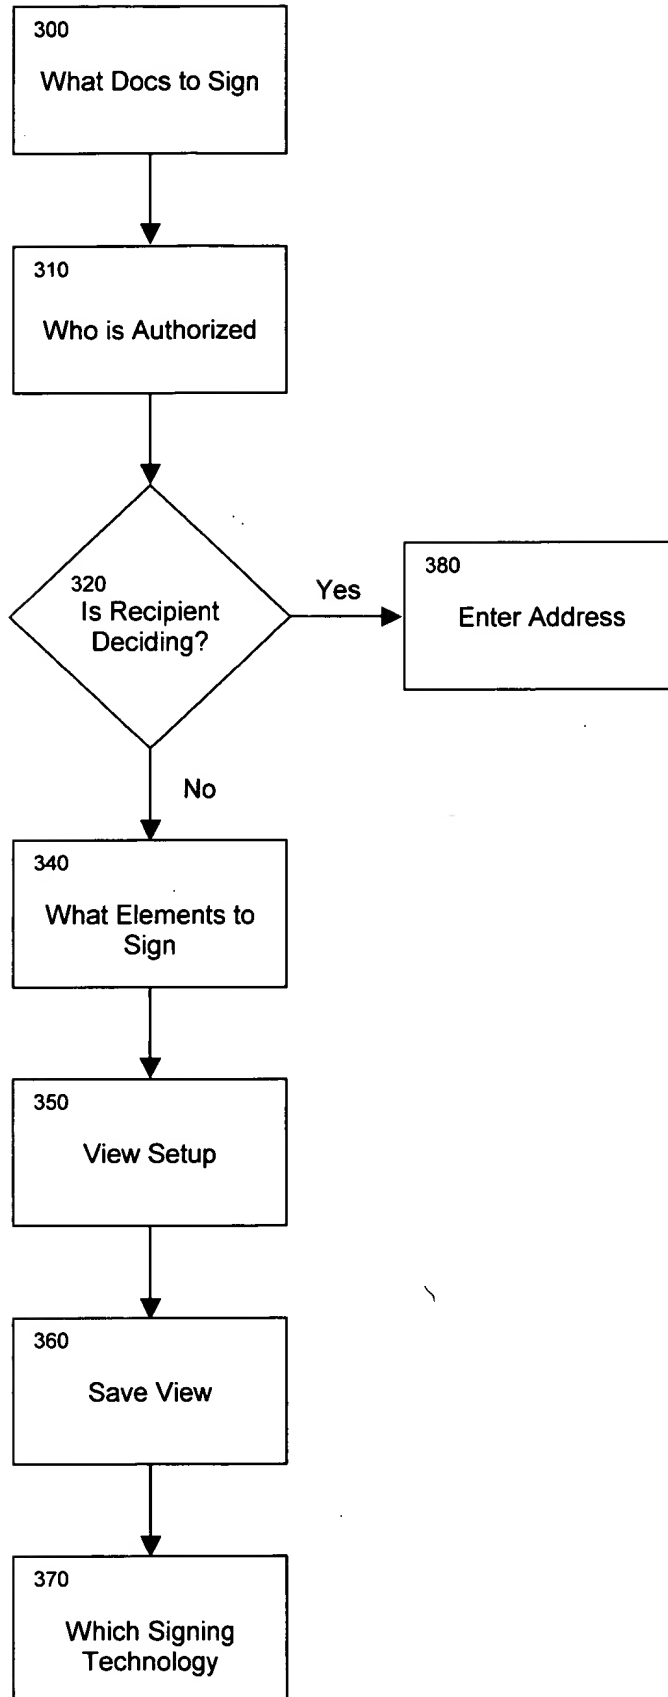 300
What Docs to Sign
310
Who is Authorized
320
Is Recipient
Deciding?
Yes
380
Enter Address
No
340
What Elements to
Sign
350
View Setup
360
Save View
370
Which Signing
Technology